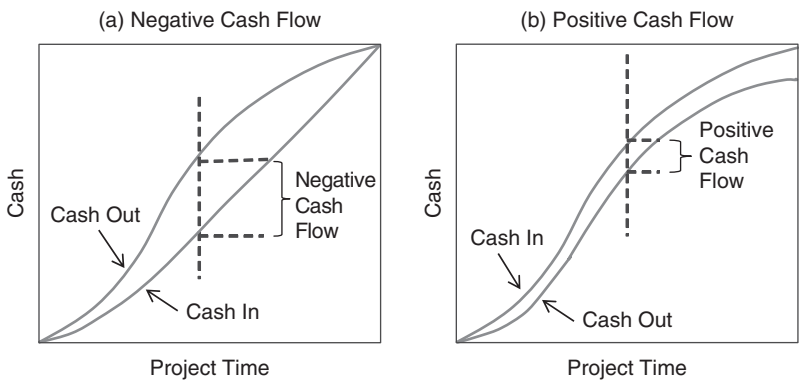 (a) Negative Cash Flow
Cash
Cash Out
Cash In
Negative
Cash
Flow
Project Time
(b) Positive Cash Flow
Cash
Cash In
Cash Out
Positive
Cash
Flow
Project Time